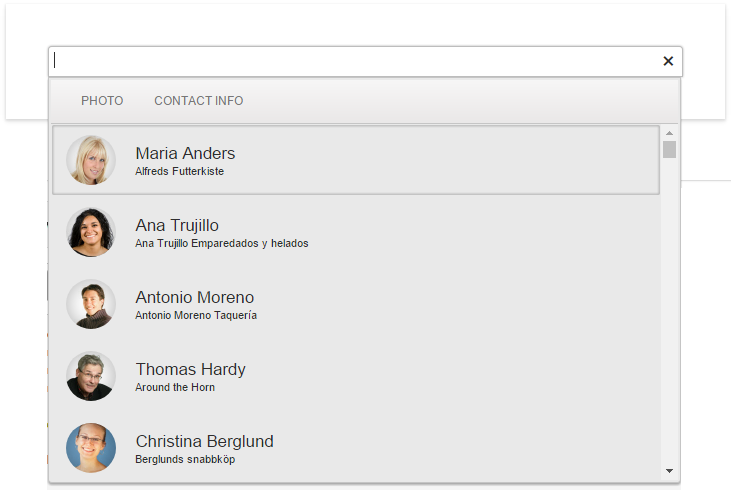 PHOTO CONTACT INFO
Maria Anders
Alfreds Futterkiste
Ana Trujillo
Ana Trujillo Emparedados y helados
Antonio Moreno
Antonio Moreno Taquería
Thomas Hardy
Around the Horn
Christina Berglund
Berglunds snabbköp